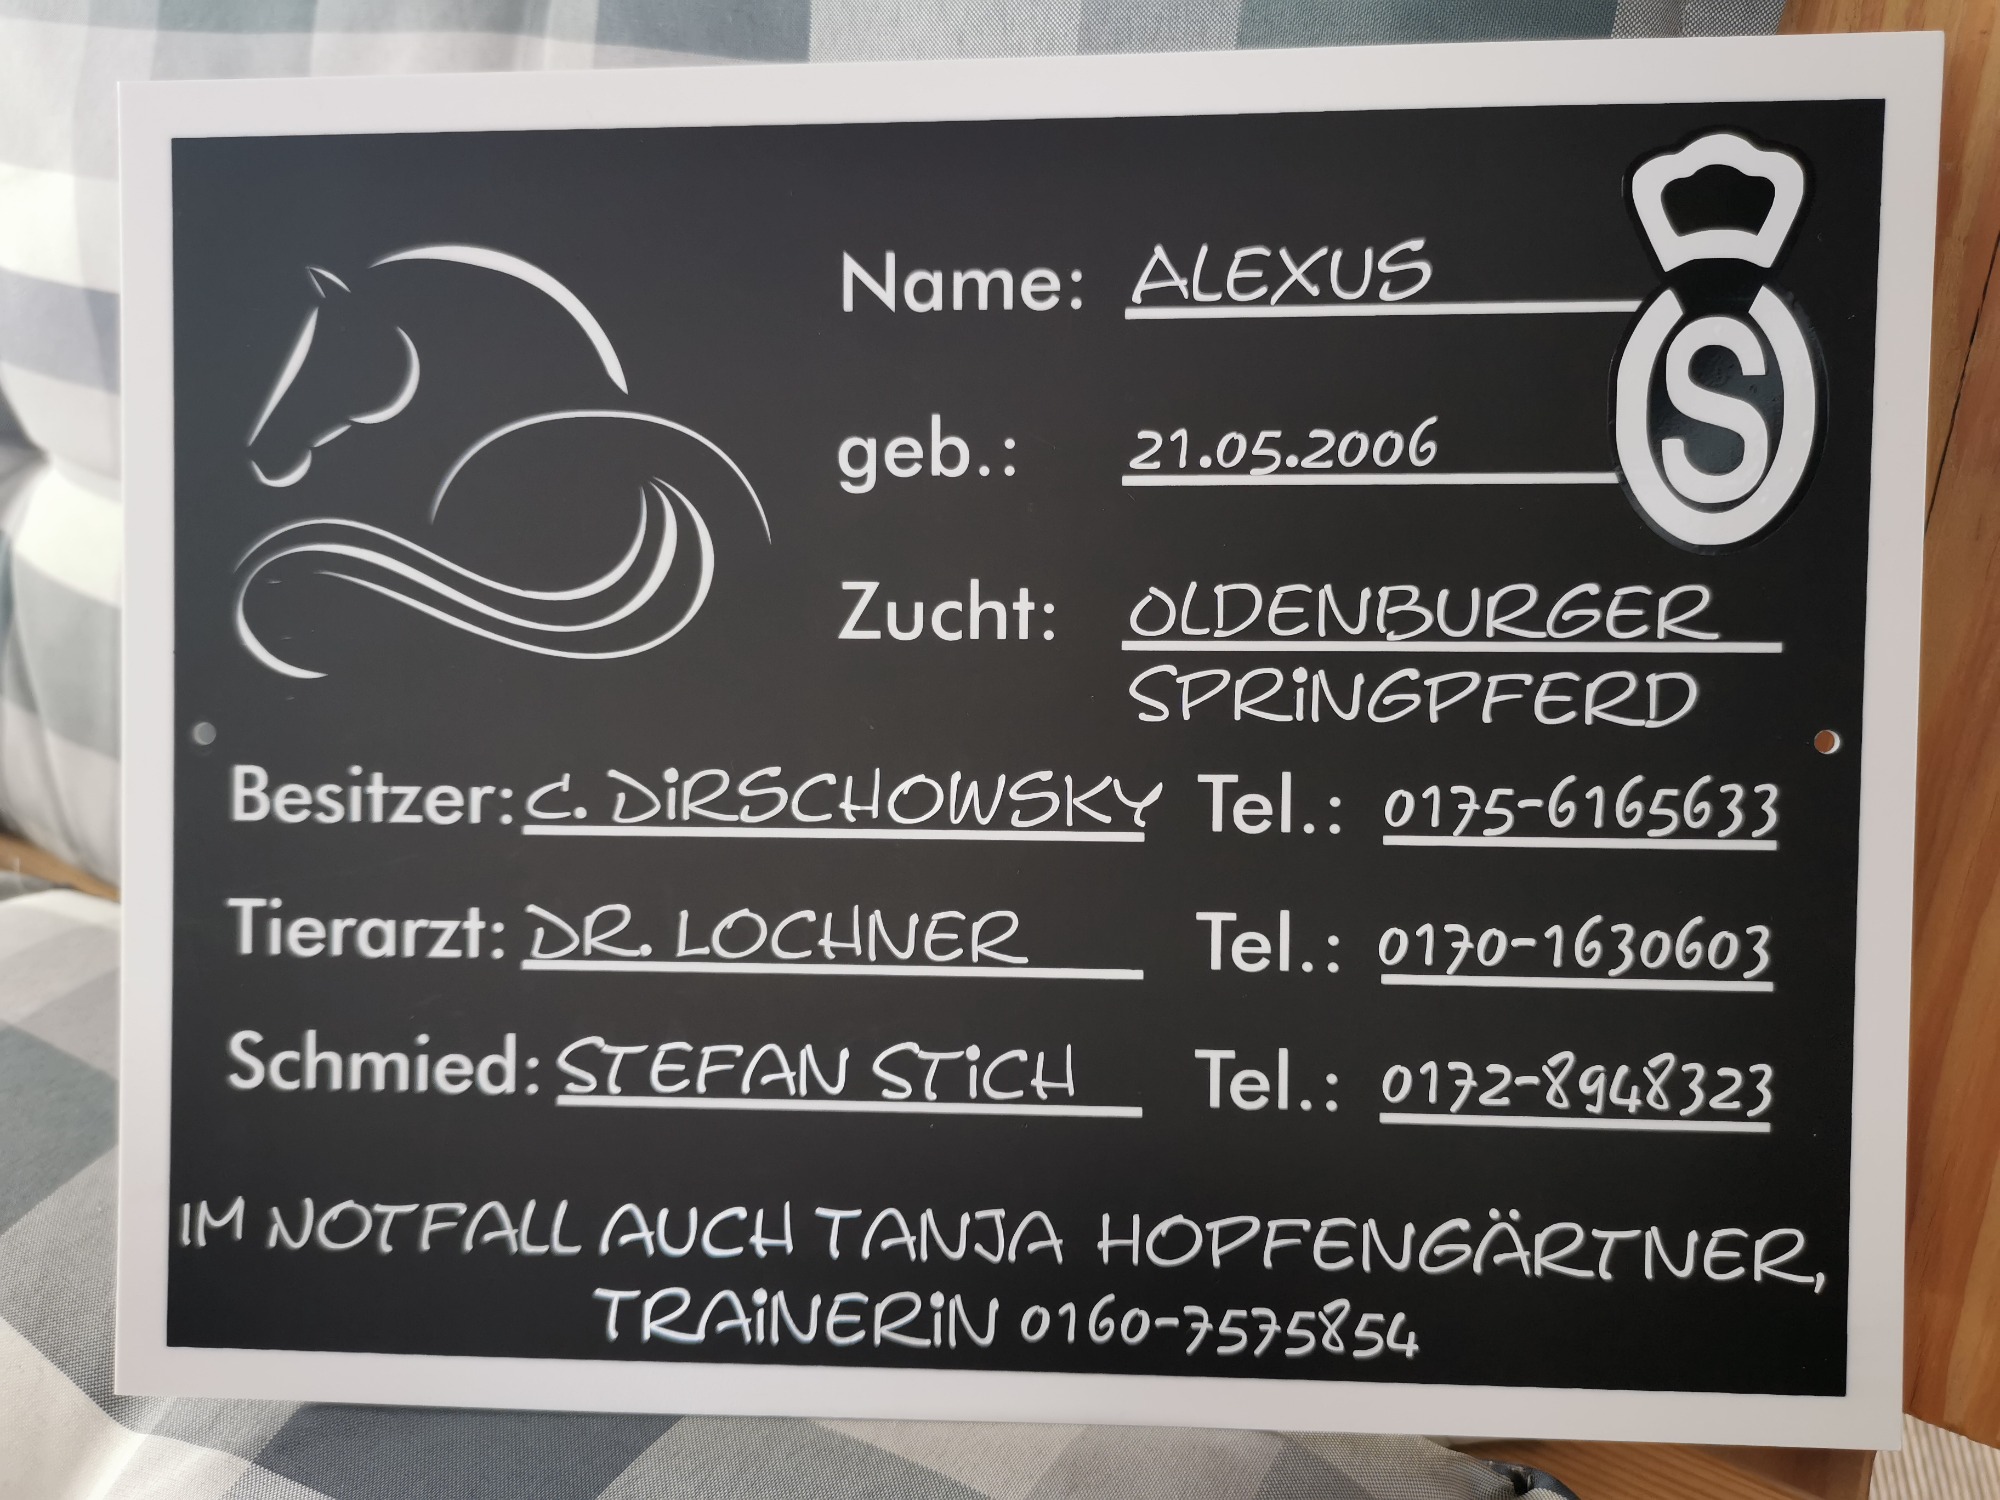 Name: ALEXUS
geb.: 21.05.2006
S
Zucht: OLDENBURGER
SPRiNGPFERD
Besitzer: C. DiRSCHOWSKY Tel.: 0175-6165633
Tierarzt: DR. LOCHNER Tel.: 0170-1630603
Schmied: STEFAN STiCH Tel.: 0172-8948323
IM NOTFALL AUCH TANJA HOPFENGÄRTNER,
TRAiNERiN 0160-7575854